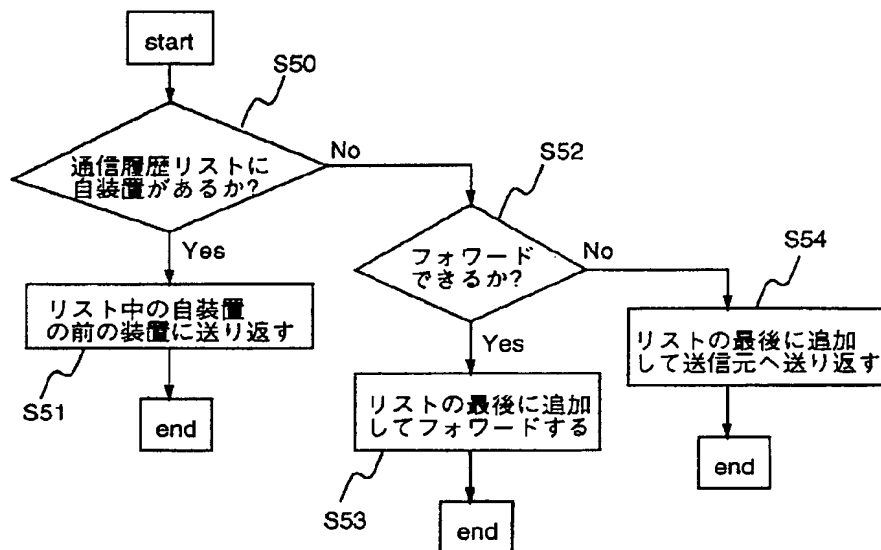 start
S50
通信履歴リストに
自装置があるか?
No
Yes
S52
フォワード
できるか?
No
Yes
S54
リスト中の自装置
の前の装置に送り返す
S51
end
リストの最後に追加
して送信元へ送り返す
end
リストの最後に追加
してフォワードする
S53
end